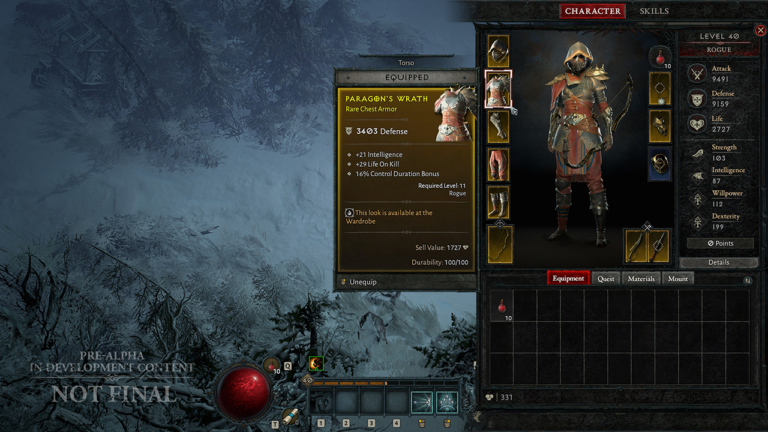 CHARACTER
SKILLS
Torso
EQUIPPED
PARAGON'S WRATH
Rare Chest Armor
3403 Defense
+21 Intelligence
+29 Life On Kill
16% Control Duration Bonus
Required Level 11
Rogue
This look is available at the
Wardrobe
Sell Value: 1727
Durability: 100/100
Unequip
10
LEVEL 40
ROGUE
Attack
9491
Defense
9159
Life
2727
Strength
103
Intelligence
87
Willpower
112
Dexterity
199
0 Points
Details
Equipment
Quest
Materials
Mount
10
331
PRE-ALPHA
IN DEVELOPMENT CONTENT
NOT FINAL
10
Q
40
T
1
2
3
4